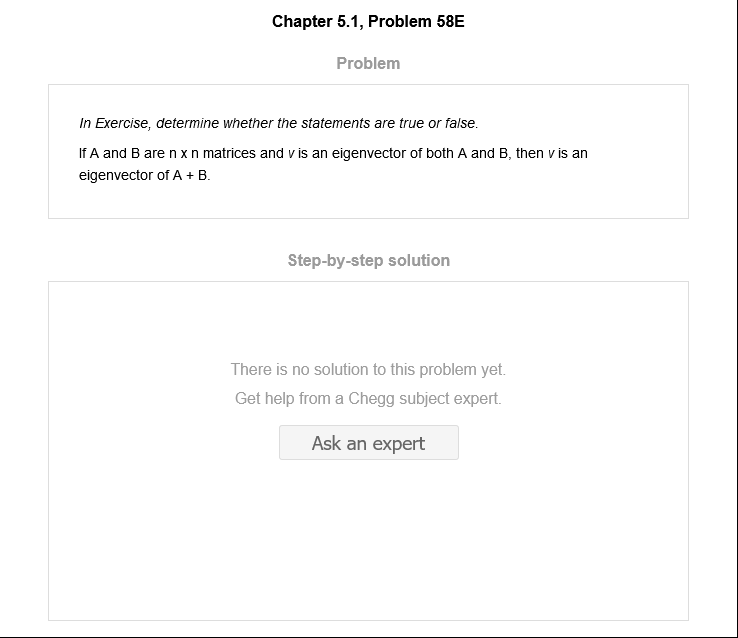 Chapter 5.1, Problem 58E
Problem
In Exercise, determine whether the statements are true or false.
If A and B are n x n matrices and v is an eigenvector of both A and B, then v is an
eigenvector of A + B.
Step-by-step solution
There is no solution to this problem yet.
Get help from a Chegg subject expert.
Ask an expert